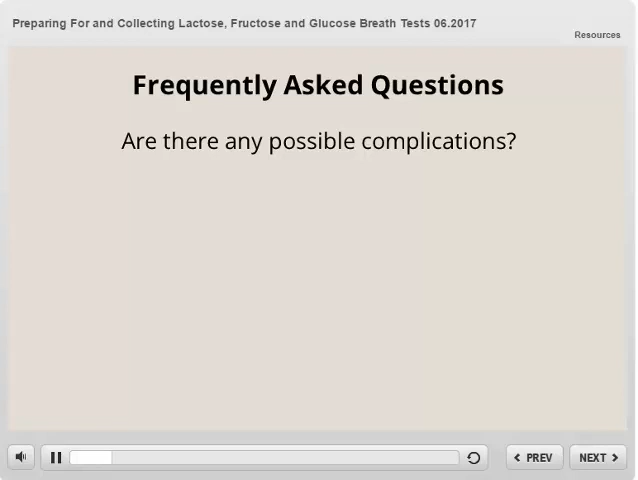 Preparing For and Collecting Lactose, Fructose and Glucose Breath Tests 06.2017
Resources
Frequently Asked Questions
Are there any possible complications?
PREV
NEXT